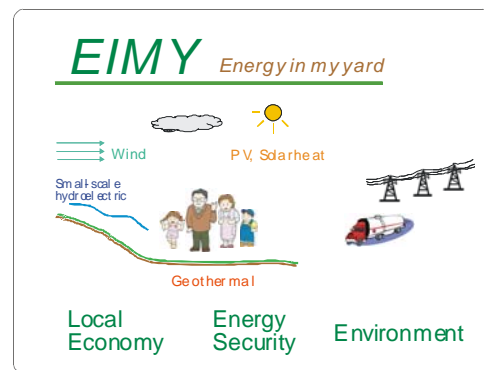 EIMY Energy in my yard
Wind
PV, Solar heat
Small-scale
hydroelectric
Geothermal
Local
Economy
Energy
Security
Environment